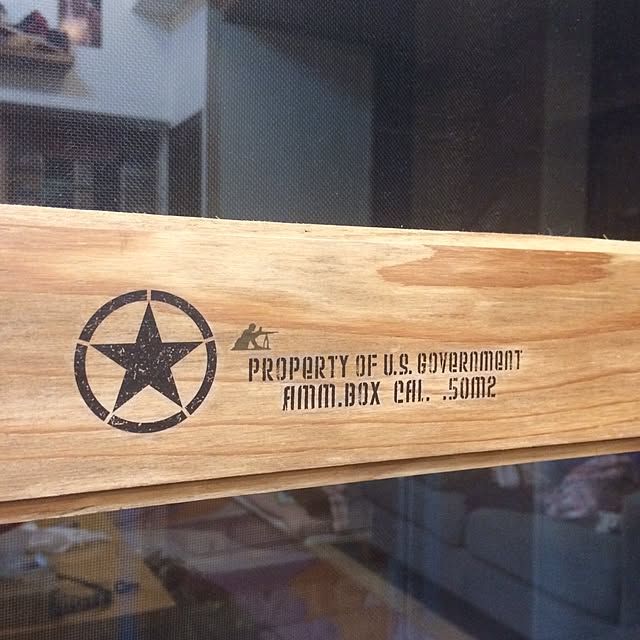 PROPERTY OF U.S. GOVERNMENT
AMM.BOX CAL. .50M2